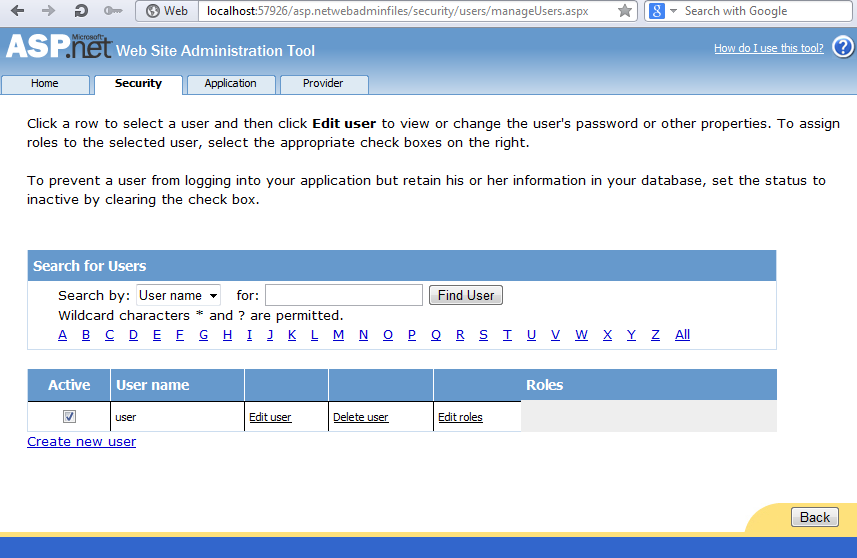 Web localhost:57926/asp.netwebadminfiles/security/users/manageUsers.aspx 8 Search with Google
Microsoft®
ASP.net Web Site Administration Tool How do I use this tool? ?
Home Security Application Provider
Click a row to select a user and then click Edit user to view or change the user's password or other properties. To assign
roles to the selected user, select the appropriate check boxes on the right.
To prevent a user from logging into your application but retain his or her information in your database, set the status to
inactive by clearing the check box.
Search for Users
Search by: User name for: Find User
Wildcard characters * and ? are permitted.
A B C D E F G H I J K L M N O P Q R S T U V W X Y Z All
Active User name Roles
user Edit user Delete user Edit roles
Create new user
Back